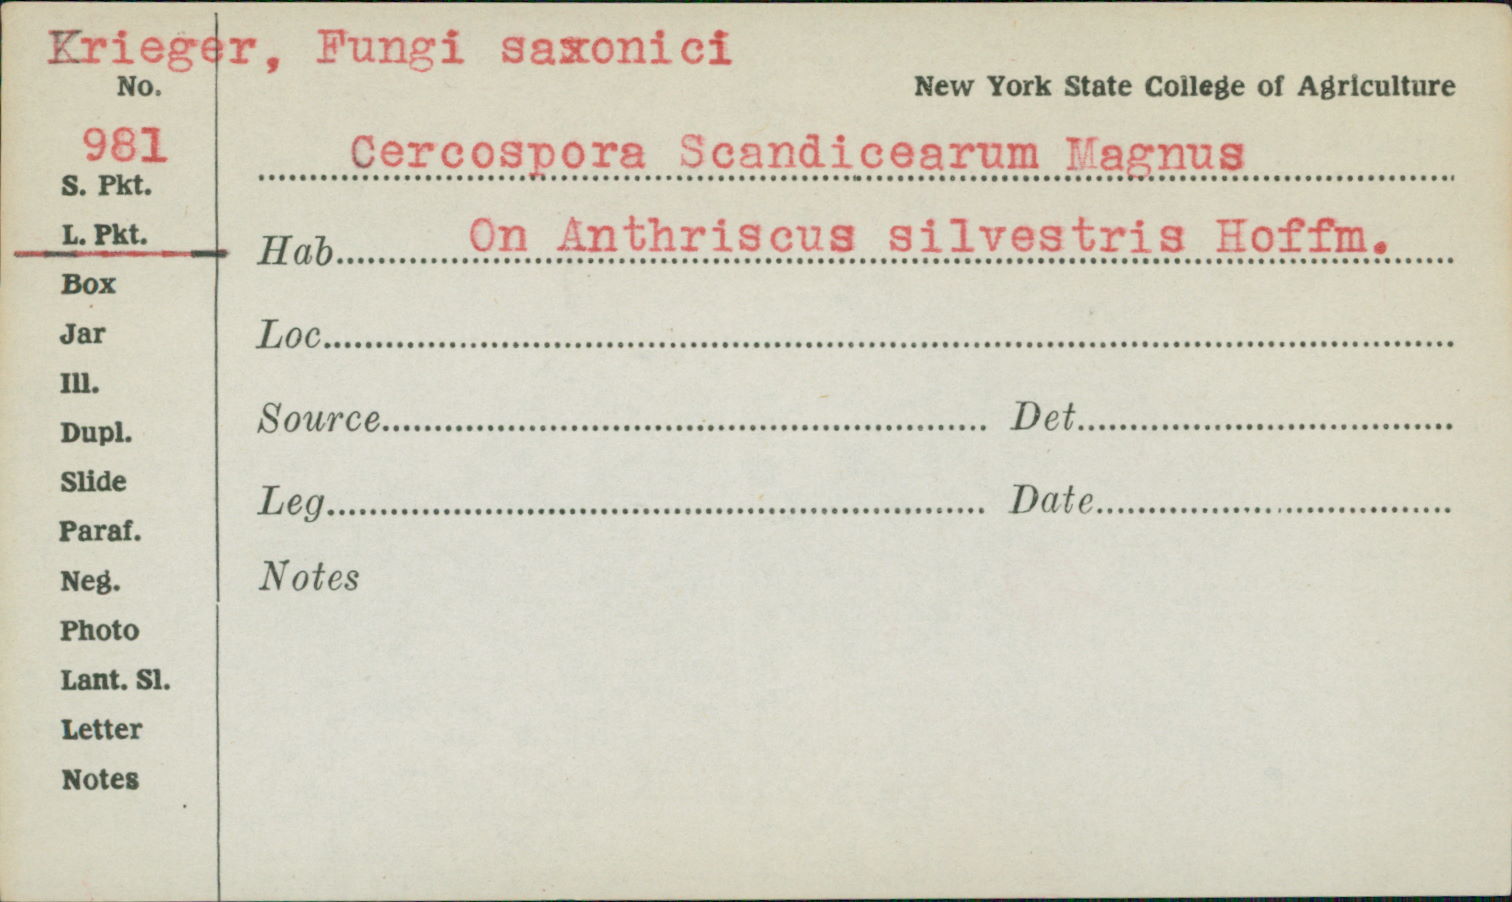 Krieger, Fungi saxonici
No.
New York State College of Agriculture
981
Cercospora Scandicearum Magnus
S. Pkt.
L. Pkt.
Hab. On Anthriscus silvestris Hoffm.
Box
Jar
Loc.
Ill.
Dupl.
Source
Det.
Slide
Leg.
Date
Paraf.
Neg.
Notes
Photo
Lant. Sl.
Letter
Notes